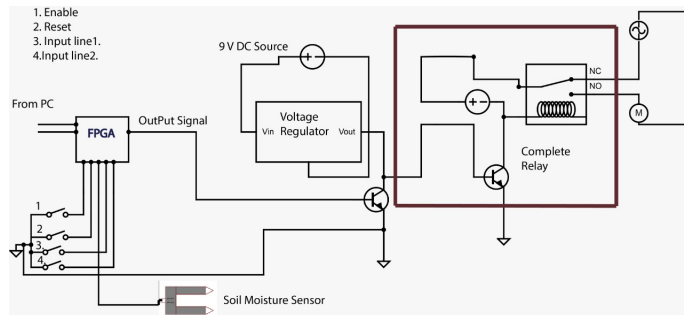 1. Enable
2. Reset
3. Input line1.
4.Input line2.
9 V DC Source
From PC
FPGA
OutPut Signal
Voltage
Vin Regulator Vout
NC
NO
M
Complete
Relay
1
2
3.
4.
Soil Moisture Sensor